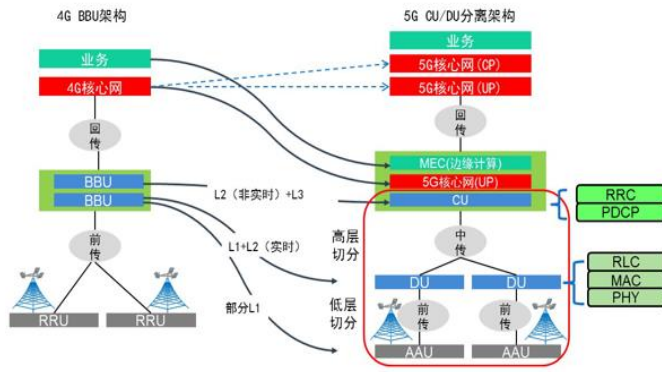 4G BBU架构
5G CU/DU分离架构
业务
4G核心网
回传
BBU
BBU
前传
RRU
RRU
L2（非实时）+L3
L1+L2（实时）
部分L1
业务
5G核心网(CP)
5G核心网(UP)
回传
MEC(边缘计算)
5G核心网(UP)
CU
高层切分
中传
DU
DU
低层切分
前传
前传
AAU
AAU
RRC
PDCP
RLC
MAC
PHY